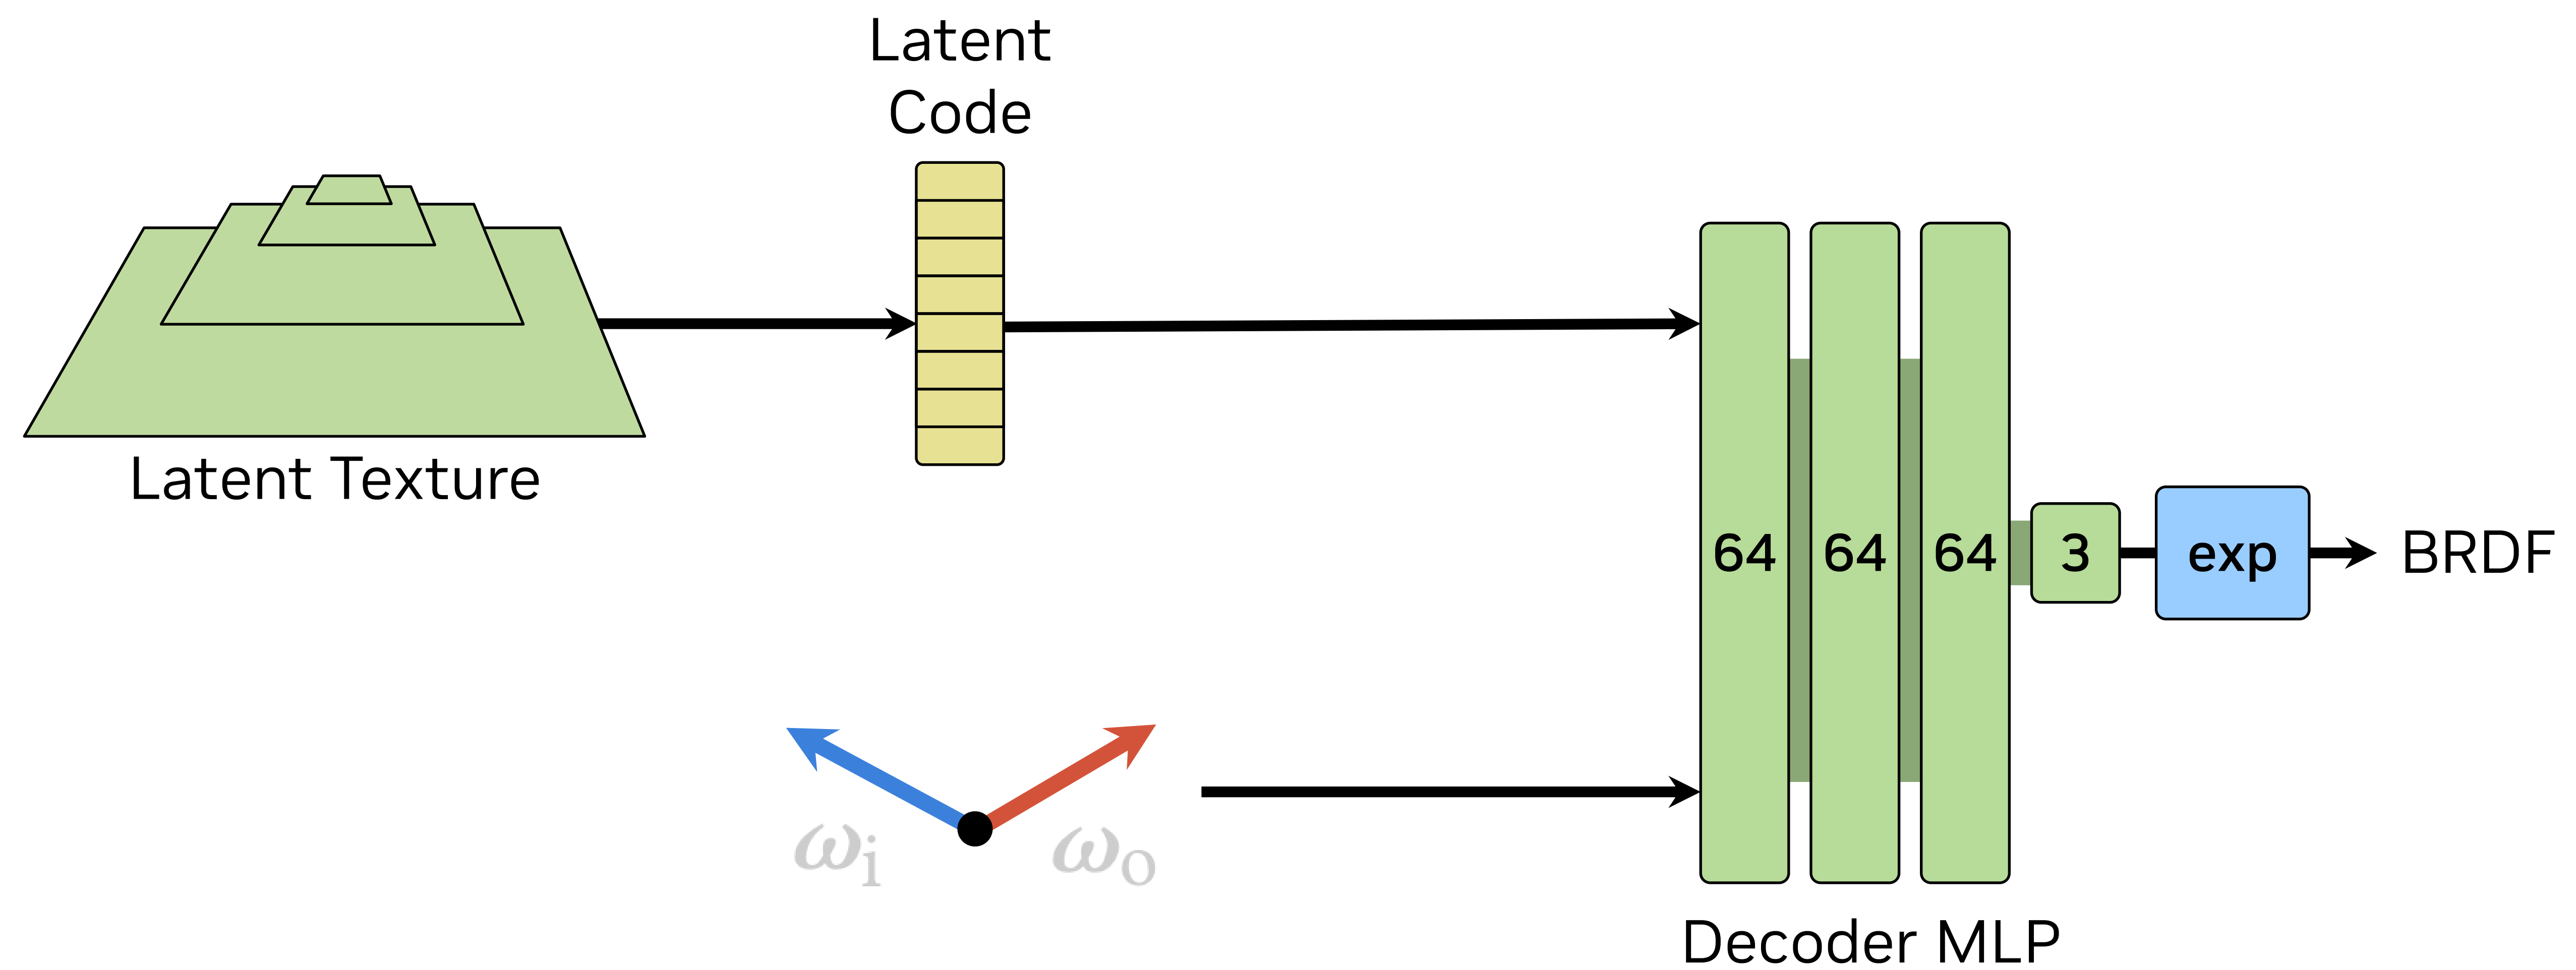 Latent
Code
Latent Texture
64 64 64 3 exp BRDF
ωi ωo
Decoder MLP